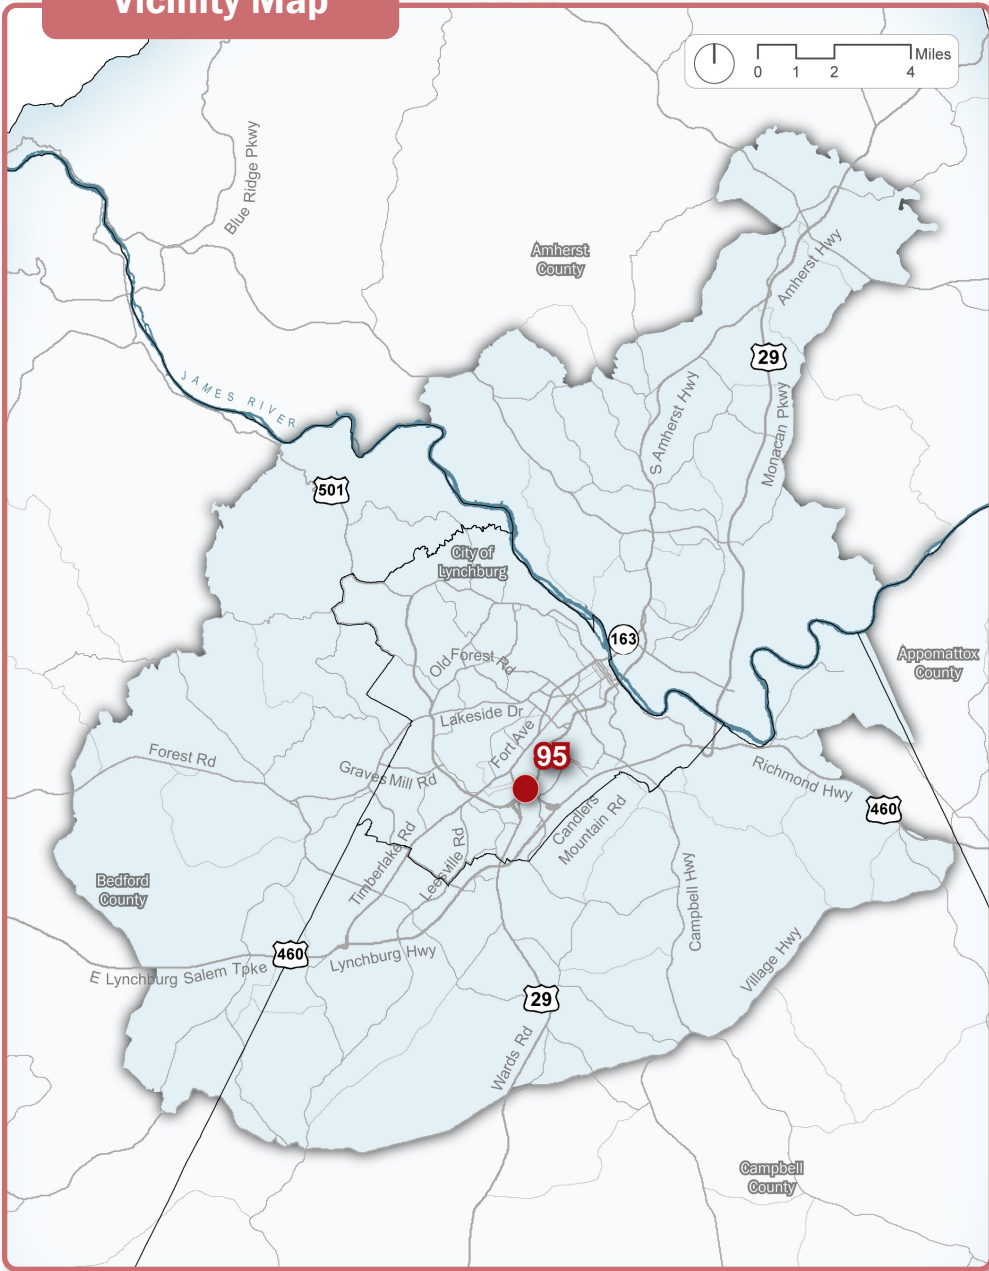 Vicinity Map
Miles
0 1 2 4
Blue Ridge Pkwy
Amherst
County
Amherst Hwy
29
JAMES RIVER
S Amherst Hwy
Monacan Pkwy
501
City of
Lynchburg
163
Old Forest Rd
Appomattox
County
Lakeside Dr
Fort Ave
95
Forest Rd
Graves Mill Rd
Richmond Hwy
460
Candlers
Mountain Rd
Timberlake Rd
Leesville Rd
Bedford
County
Campbell Hwy
460
Lynchburg Hwy
E Lynchburg Salem Tpke
Village Hwy
29
Wards Rd
Campbell
County